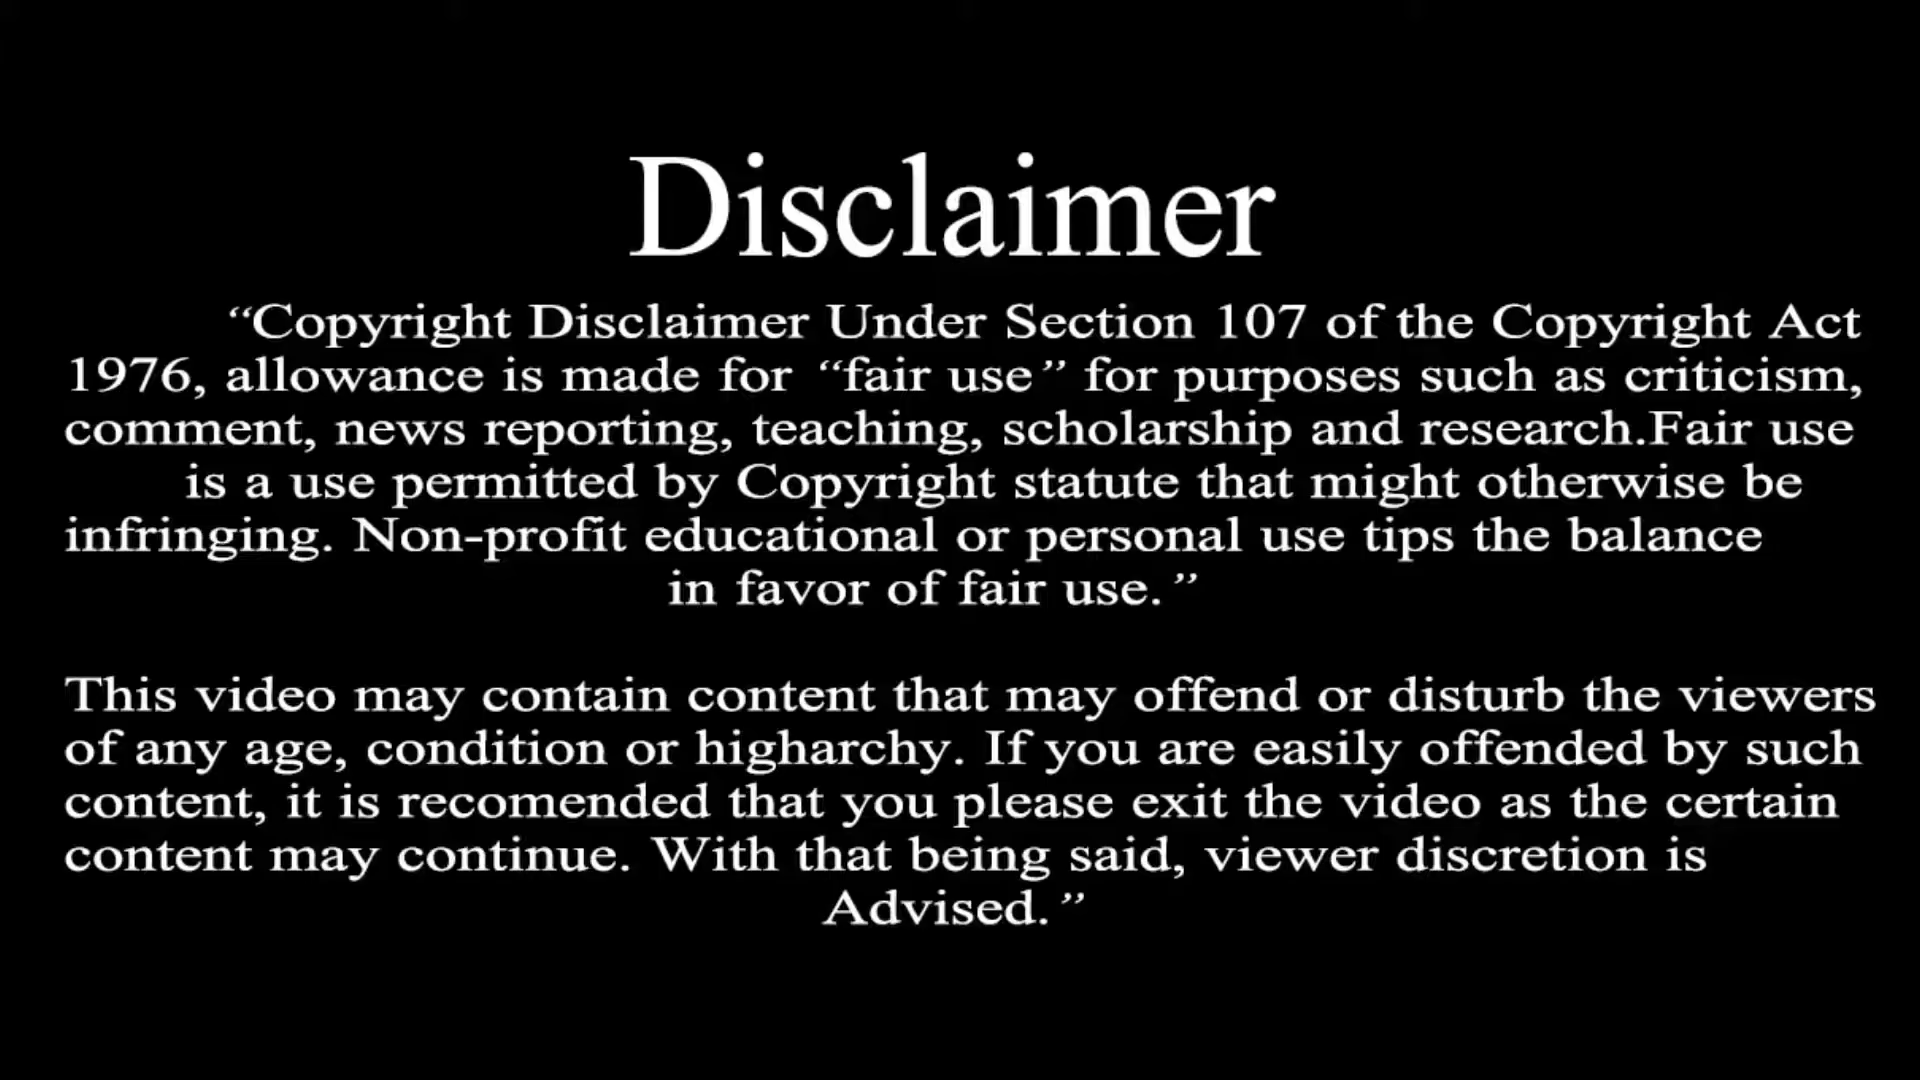 Disclaimer
“Copyright Disclaimer Under Section 107 of the Copyright Act
1976, allowance is made for “fair use” for purposes such as criticism,
comment, news reporting, teaching, scholarship and research.Fair use
is a use permitted by Copyright statute that might otherwise be
infringing. Non-profit educational or personal use tips the balance
in favor of fair use.”
This video may contain content that may offend or disturb the viewers
of any age, condition or higharchy. If you are easily offended by such
content, it is recomended that you please exit the video as the certain
content may continue. With that being said, viewer discretion is
Advised.”